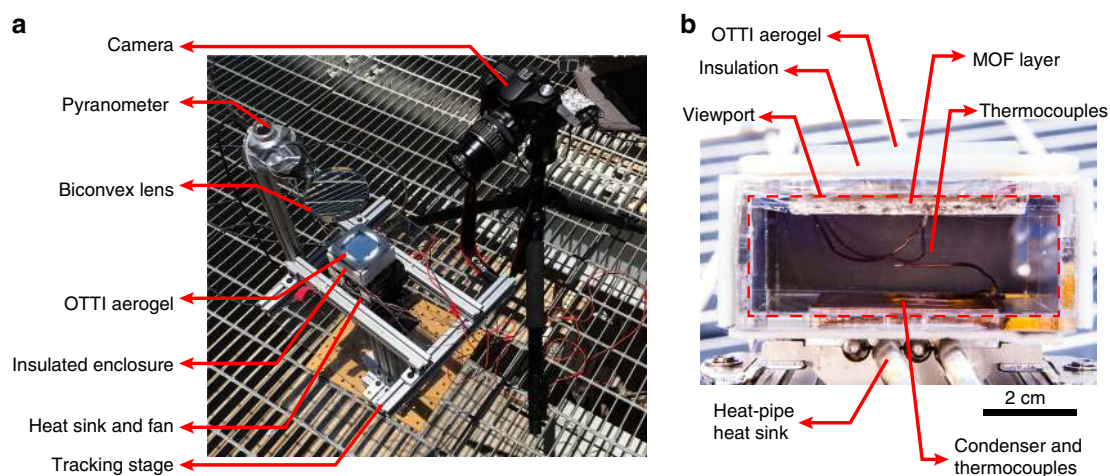 a
Camera
Pyranometer
Biconvex lens
OTTI aerogel
Insulated enclosure
Heat sink and fan
Tracking stage
b
OTTI aerogel
Insulation
Viewport
MOF layer
Thermocouples
Heat-pipe
heat sink
2 cm
Condenser and
thermocouples